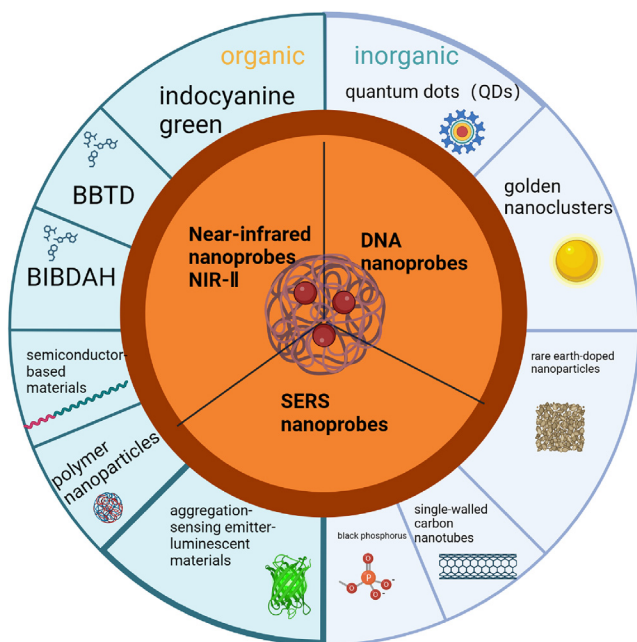 organic
inorganic
indocyanine
green
quantum dots（QDs）
BBTD
golden
nanoclusters
BIBDAH
Near-infrared
nanoprobes
NIR-Ⅱ
DNA
nanoprobes
SERS
nanoprobes
semiconductor-
based
materials
rare earth-doped
nanoparticles
polymer
nanoparticles
aggregation-
sensing emitter-
luminescent
materials
black phosphorus
O
P
O
O
O
-
-
single-walled
carbon
nanotubes